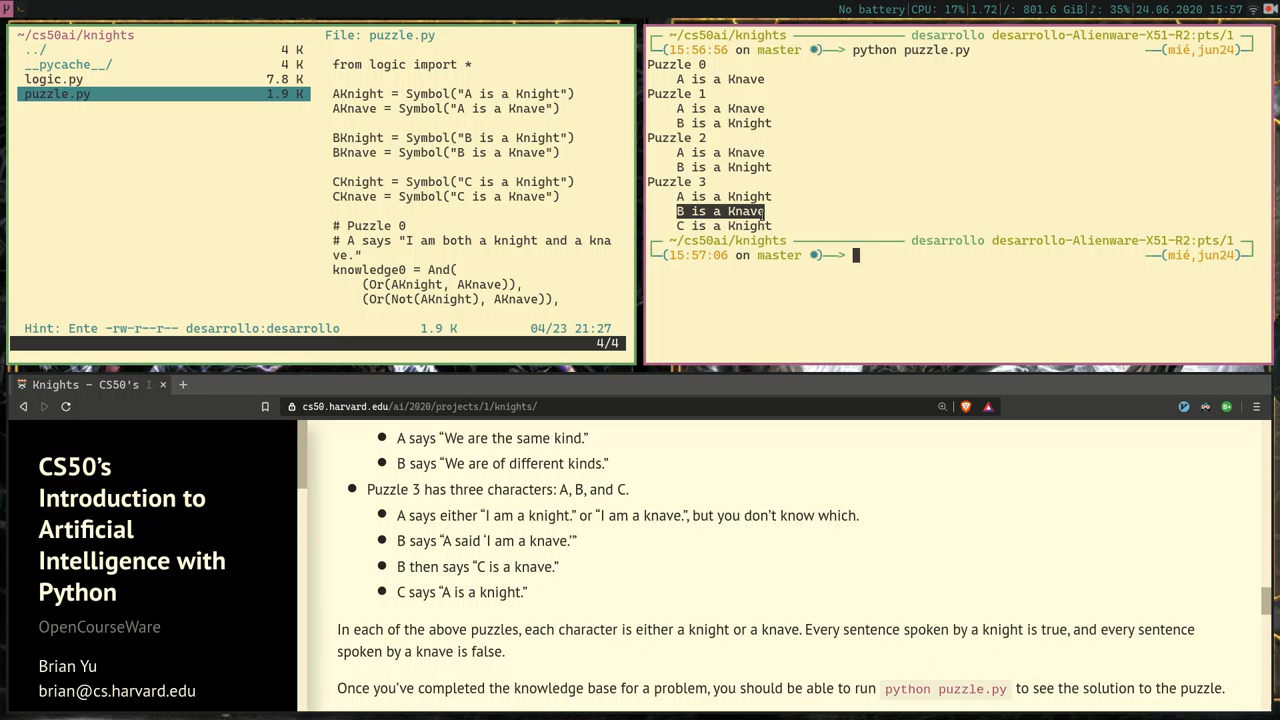 No battery|CPU: 17%|1.72|/: 801.6 GiB|♪: 35%|24.06.2020 15:57
~/cs50ai/knights
../ 4 K
__pycache__/ 4 K
logic.py 7.8 K
puzzle.py 1.9 K
File: puzzle.py
from logic import *
AKnight = Symbol("A is a Knight")
AKnave = Symbol("A is a Knave")
BKnight = Symbol("B is a Knight")
BKnave = Symbol("B is a Knave")
CKnight = Symbol("C is a Knight")
CKnave = Symbol("C is a Knave")
# Puzzle 0
# A says "I am both a knight and a kna
ve."
knowledge0 = And(
(Or(AKnight, AKnave)),
(Or(Not(AKnight), AKnave)),
Hint: Ente -rw-r--r-- desarrollo:desarrollo 1.9 K 04/23 21:27
4/4
~/cs50ai/knights desarrollo desarrollo-Alienware-X51-R2:pts/1
(15:56:56 on master ✹)—> python puzzle.py (mié,jun24)
Puzzle 0
A is a Knave
Puzzle 1
A is a Knave
B is a Knight
Puzzle 2
A is a Knave
B is a Knight
Puzzle 3
A is a Knight
B is a Knave
C is a Knight
~/cs50ai/knights desarrollo desarrollo-Alienware-X51-R2:pts/1
(15:57:06 on master ✹)—> (mié,jun24)
Knights - CS50's I
cs50.harvard.edu/ai/2020/projects/1/knights/
CS50's
Introduction to
Artificial
Intelligence with
Python
OpenCourseWare
Brian Yu
brian@cs.harvard.edu
A says “We are the same kind.”
B says “We are of different kinds.”
Puzzle 3 has three characters: A, B, and C.
A says either “I am a knight.” or “I am a knave.”, but you don’t know which.
B says “A said ‘I am a knave.’”
B then says “C is a knave.”
C says “A is a knight.”
In each of the above puzzles, each character is either a knight or a knave. Every sentence spoken by a knight is true, and every sentence
spoken by a knave is false.
Once you’ve completed the knowledge base for a problem, you should be able to run python puzzle.py to see the solution to the puzzle.